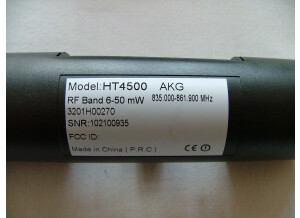 Model:HT4500 AKG
RF Band 6-50 mW 835.000-861.900 MHz
3201H00270
SNR:102100935
FCC ID:
Made in China ( P.R.C )